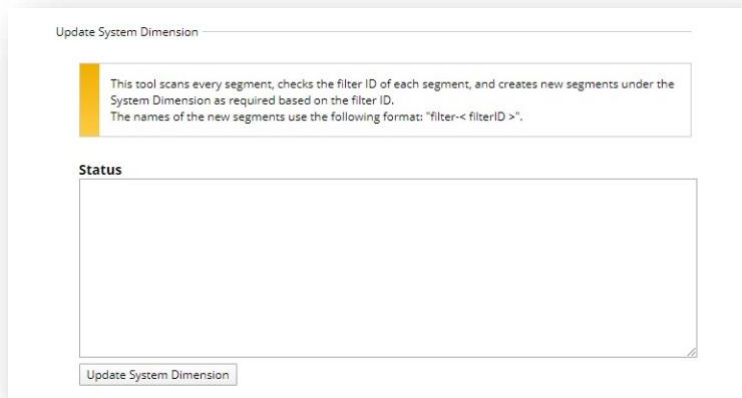 Update System Dimension
This tool scans every segment, checks the filter ID of each segment, and creates new segments under the
System Dimension as required based on the filter ID.
The names of the new segments use the following format: "filter-< filterID >".
Status
Update System Dimension